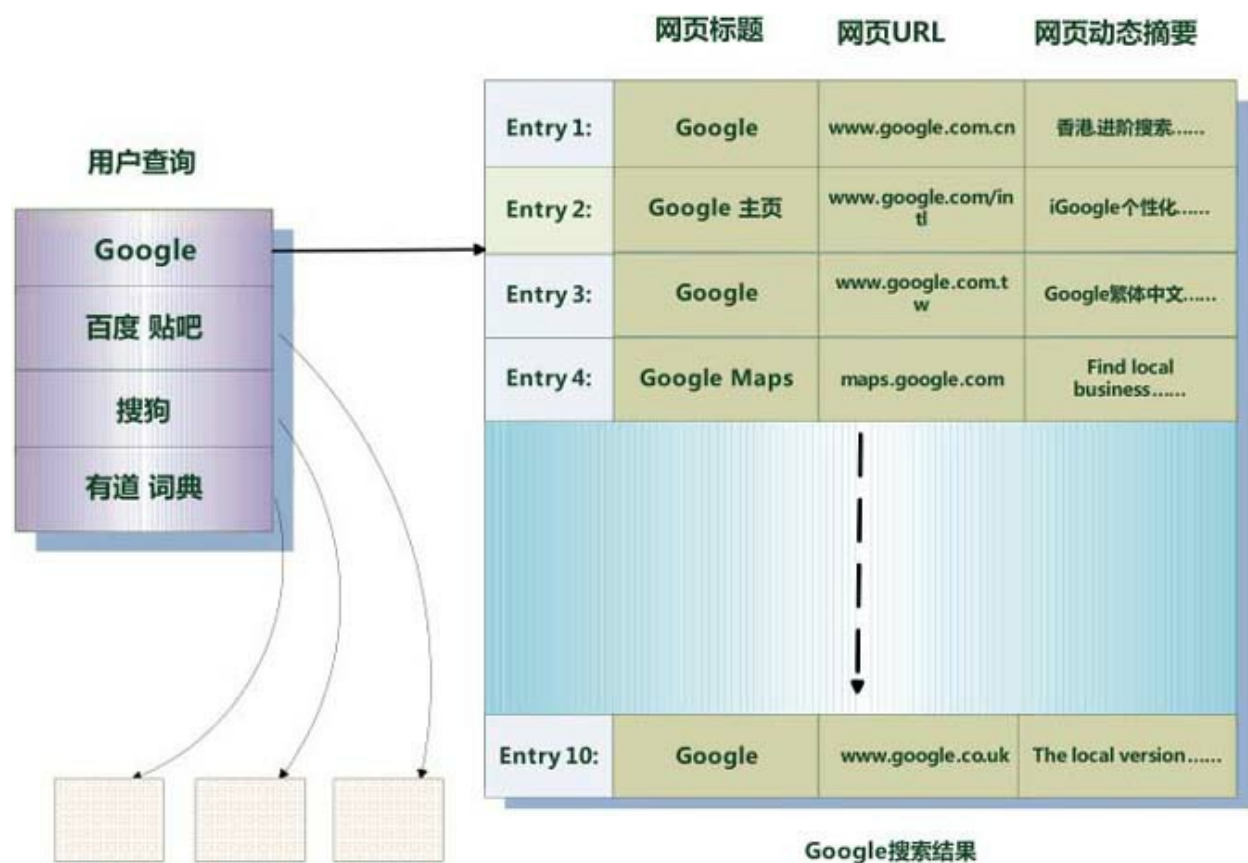 网页标题 网页URL 网页动态摘要
Entry 1: Google www.google.com.cn 香港.进阶搜索......
用户查询
Entry 2: Google 主页 www.google.com/in
tl iGoogle个性化......
Google
Entry 3: Google www.google.com.t
w Google繁体中文......
百度 贴吧
Entry 4: Google Maps maps.google.com Find local
business......
搜狗
有道 词典
Entry 10: Google www.google.co.uk The local version......
Google搜索结果